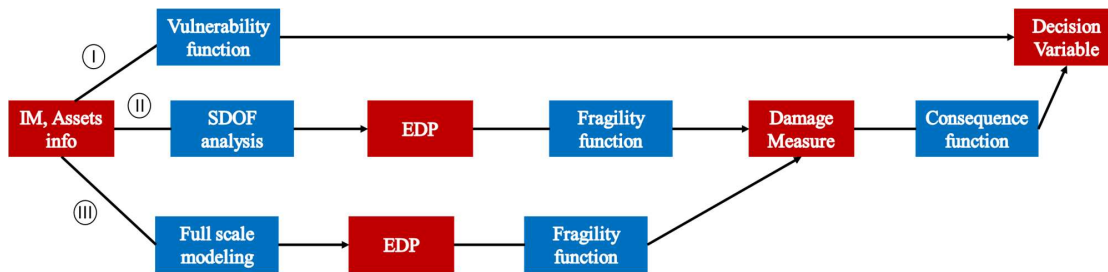 Vulnerability
function
Decision
Variable
I
II
IM, Assets
info
SDOF
analysis
EDP
Fragility
function
Damage
Measure
Consequence
function
III
Full scale
modeling
EDP
Fragility
function